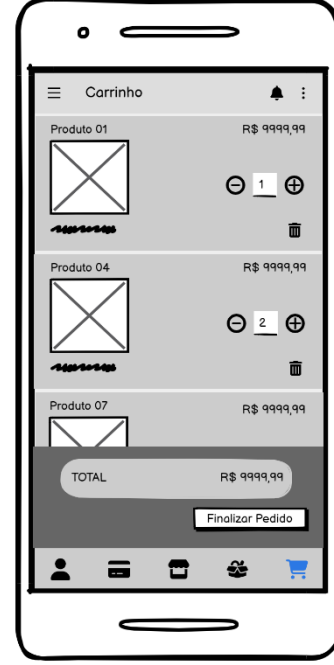 Carrinho
Produto 01 R$ 9999,99
1
Produto 04 R$ 9999,99
2
Produto 07 R$ 9999,99
TOTAL R$ 9999,99
Finalizar Pedido